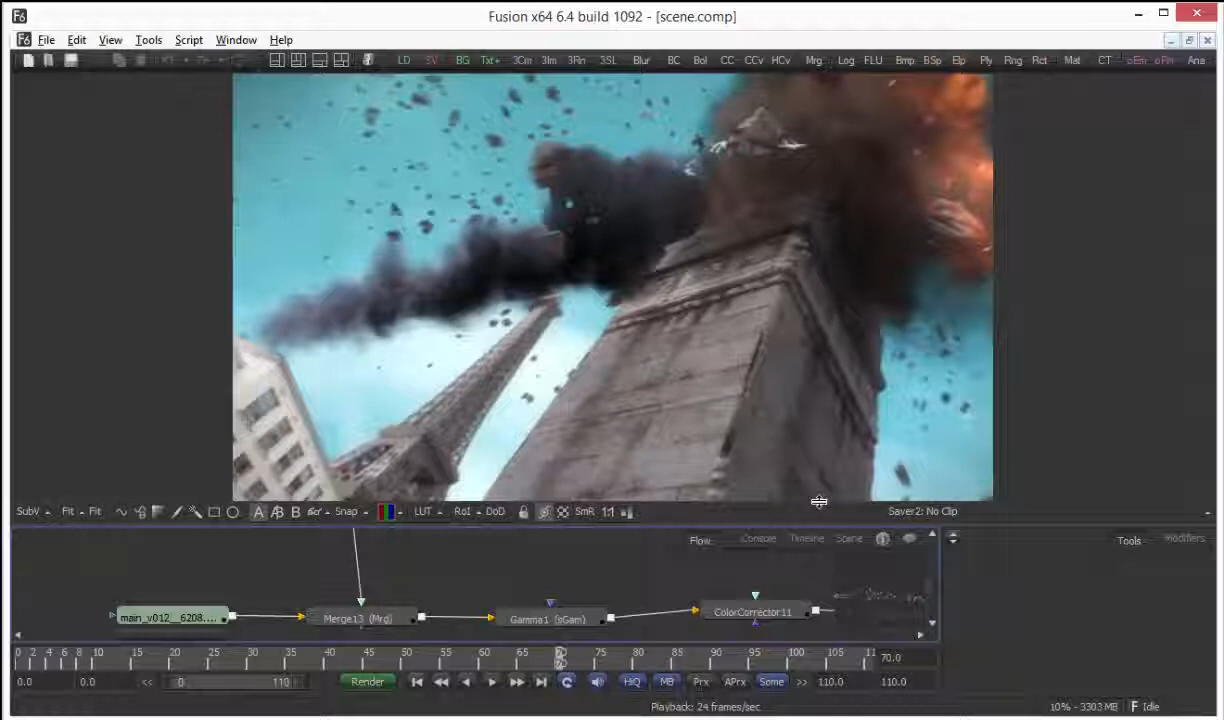 Fusion x64 6.4 build 1092 - [scene.comp]
File Edit View Tools Script Window Help
LD SV BG Txt+ 3Cm 3Im 3Rn 3SL Blur BC Bol CC CCv HCv Mrg Log FLU Bmp BSp Elp Ply Rng Rct Mat CT pEm pRn Ana
SubV Fit Fit A A/B B Snap LUT RoI DoD SmR 1:1 Saver2: No Clip
Flow Console Timeline Scene Tools Modifiers
main_v012__6208.... Merge13 (Mrg) Gamma1 (sGam) ColorCorrector11
0 2 4 6 8 10 15 20 25 30 35 40 45 50 55 60 65 70 75 80 85 90 95 100 105 11 70.0
0.0 0.0 << 0 110 Render HiQ MB Prx APrx Some >> 110.0 110.0
Playback: 24 frames/sec 10% - 3303 MB Idle